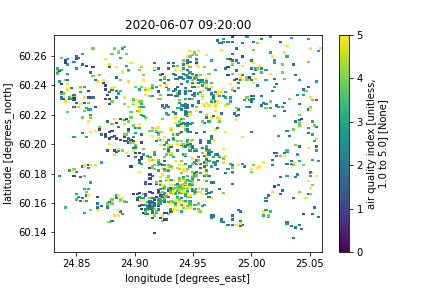 2020-06-07 09:20:00
60.26
60.24
60.22
60.20
60.18
60.16
60.14
latitude [degrees_north]
24.85 24.90 24.95 25.00 25.05
longitude [degrees_east]
5
4
3
2
1
0
air quality index [unitless,
1.0 to 5.0] [None]